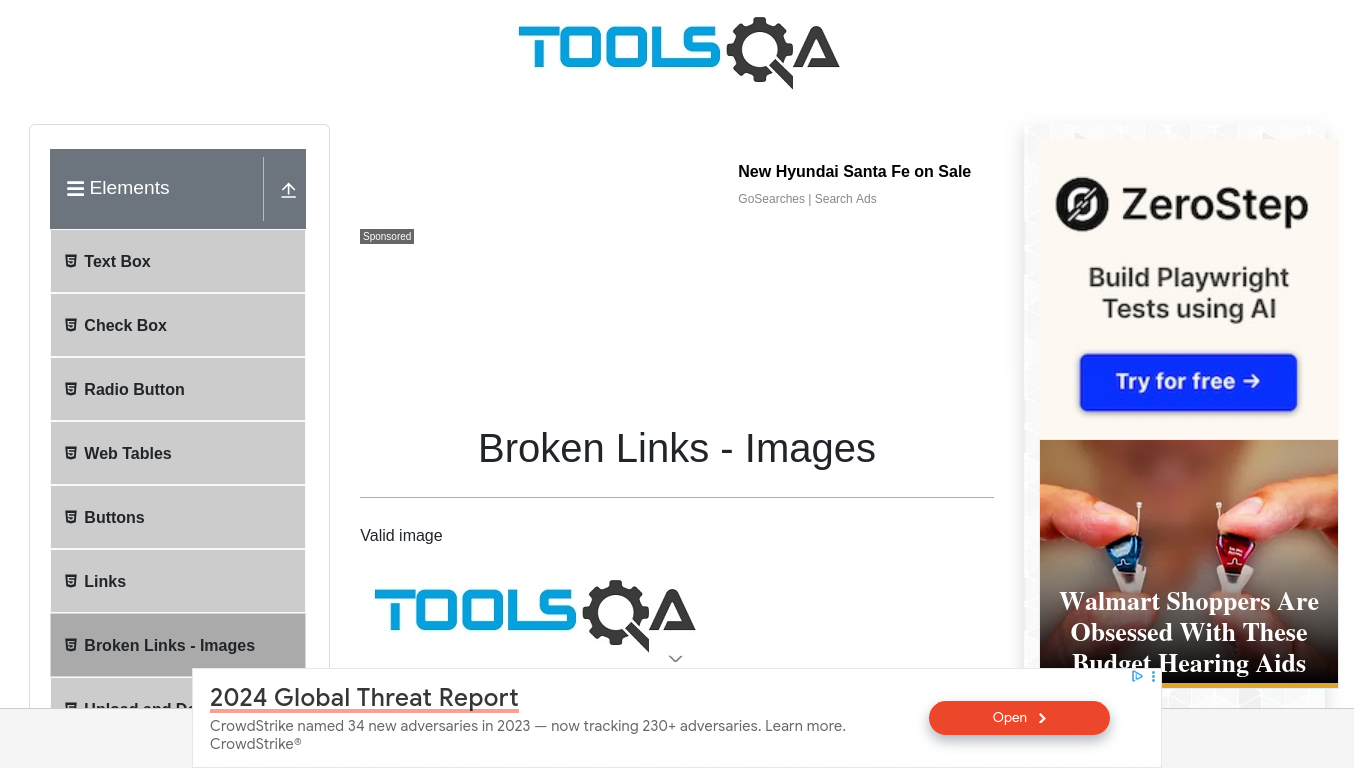 TOOLSQA
Elements
Text Box
Check Box
Radio Button
Web Tables
Buttons
Links
Broken Links - Images
New Hyundai Santa Fe on Sale
GoSearches | Search Ads
Sponsored
Broken Links - Images
Valid image
TOOLSQA
ZeroStep
Build Playwright
Tests using AI
Try for free →
Walmart Shoppers Are
Obsessed With These
Budget Hearing Aids
2024 Global Threat Report
CrowdStrike named 34 new adversaries in 2023 — now tracking 230+ adversaries. Learn more.
CrowdStrike®
Open